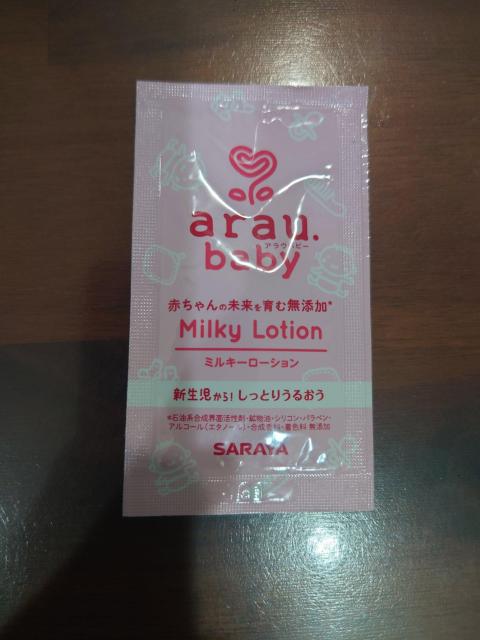 arau.
アラウベビー
baby
赤ちゃんの未来を育む無添加*
Milky Lotion
ミルキーローション
新生児から！しっとりうるおう
*石油系合成界面活性剤・鉱物油・シリコン・パラベン・
アルコール（エタノール）・合成香料・着色料 無添加
SARAYA